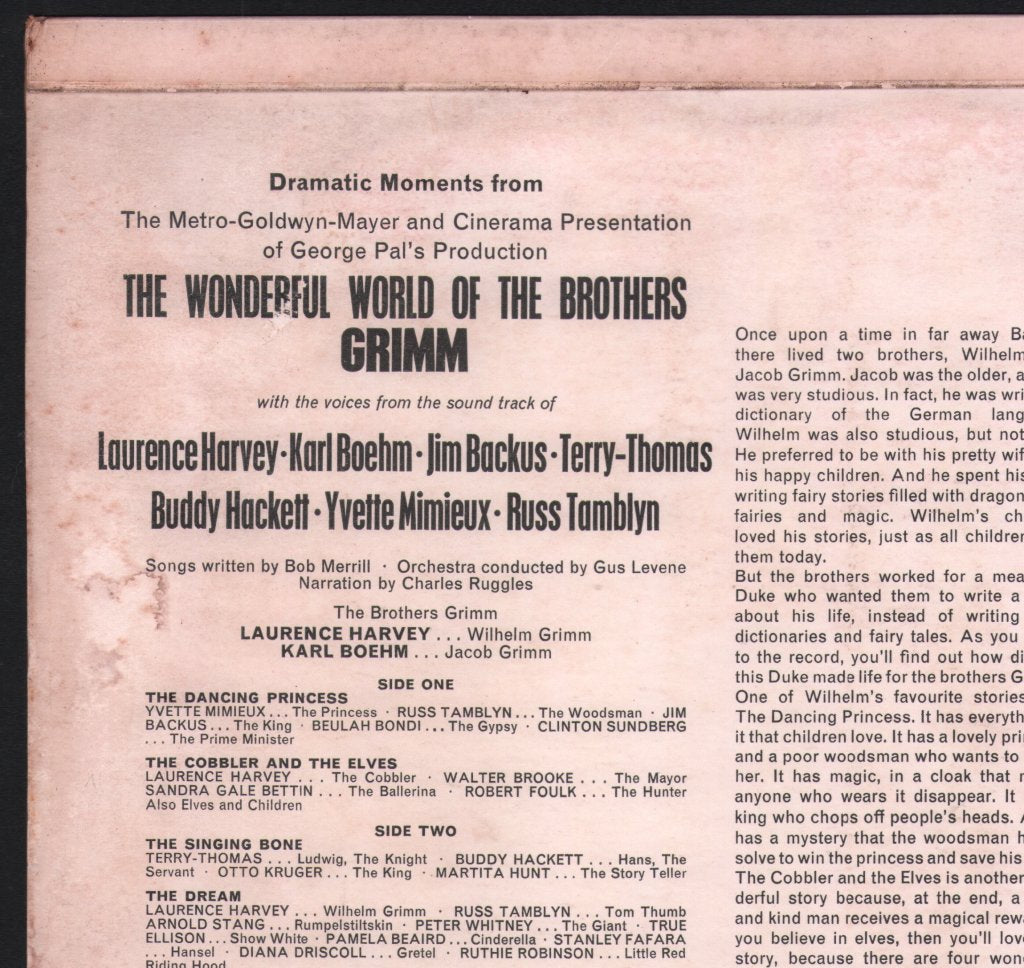 Dramatic Moments from
The Metro-Goldwyn-Mayer and Cinerama Presentation
of George Pal's Production
THE WONDERFUL WORLD OF THE BROTHERS
GRIMM
with the voices from the sound track of
Laurence Harvey · Karl Boehm · Jim Backus · Terry-Thomas
Buddy Hackett · Yvette Mimieux · Russ Tamblyn
Songs written by Bob Merrill · Orchestra conducted by Gus Levene
Narration by Charles Ruggles
The Brothers Grimm
LAURENCE HARVEY ... Wilhelm Grimm
KARL BOEHM ... Jacob Grimm
SIDE ONE
THE DANCING PRINCESS
YVETTE MIMIEUX ... The Princess · RUSS TAMBLYN ... The Woodsman · JIM
BACKUS ... The King · BEULAH BONDI ... The Gypsy · CLINTON SUNDBERG
... The Prime Minister
THE COBBLER AND THE ELVES
LAURENCE HARVEY ... The Cobbler · WALTER BROOKE ... The Mayor
SANDRA GALE BETTIN ... The Ballerina · ROBERT FOULK ... The Hunter
Also Elves and Children
SIDE TWO
THE SINGING BONE
TERRY-THOMAS ... Ludwig, The Knight · BUDDY HACKETT ... Hans, The
Servant · OTTO KRUGER ... The King · MARTITA HUNT ... The Story Teller
THE DREAM
LAURENCE HARVEY ... Wilhelm Grimm · RUSS TAMBLYN ... Tom Thumb
ARNOLD STANG ... Rumpelstiltskin · PETER WHITNEY ... The Giant · TRUE
ELLISON ... Show White · PAMELA BEAIRD ... Cinderella · STANLEY FAFARA
... Hansel · DIANA DRISCOLL ... Gretel · RUTHIE ROBINSON ... Little Red
Riding Hood
Once upon a time in far away Ba
there lived two brothers, Wilhelm
Jacob Grimm. Jacob was the older, a
was very studious. In fact, he was wri
dictionary of the German lang
Wilhelm was also studious, but not
He preferred to be with his pretty wif
his happy children. And he spent his
writing fairy stories filled with dragon
fairies and magic. Wilhelm's ch
loved his stories, just as all children
them today.
But the brothers worked for a mea
Duke who wanted them to write a
about his life, instead of writing
dictionaries and fairy tales. As you
to the record, you'll find out how di
this Duke made life for the brothers G
One of Wilhelm's favourite stories
The Dancing Princess. It has everyth
it that children love. It has a lovely pri
and a poor woodsman who wants to
her. It has magic, in a cloak that m
anyone who wears it disappear. It
king who chops off people's heads. A
has a mystery that the woodsman h
solve to win the princess and save his
The Cobbler and the Elves is another
derful story because, at the end, a
and kind man receives a magical rewa
you believe in elves, then you'll love
story, because there are four wond